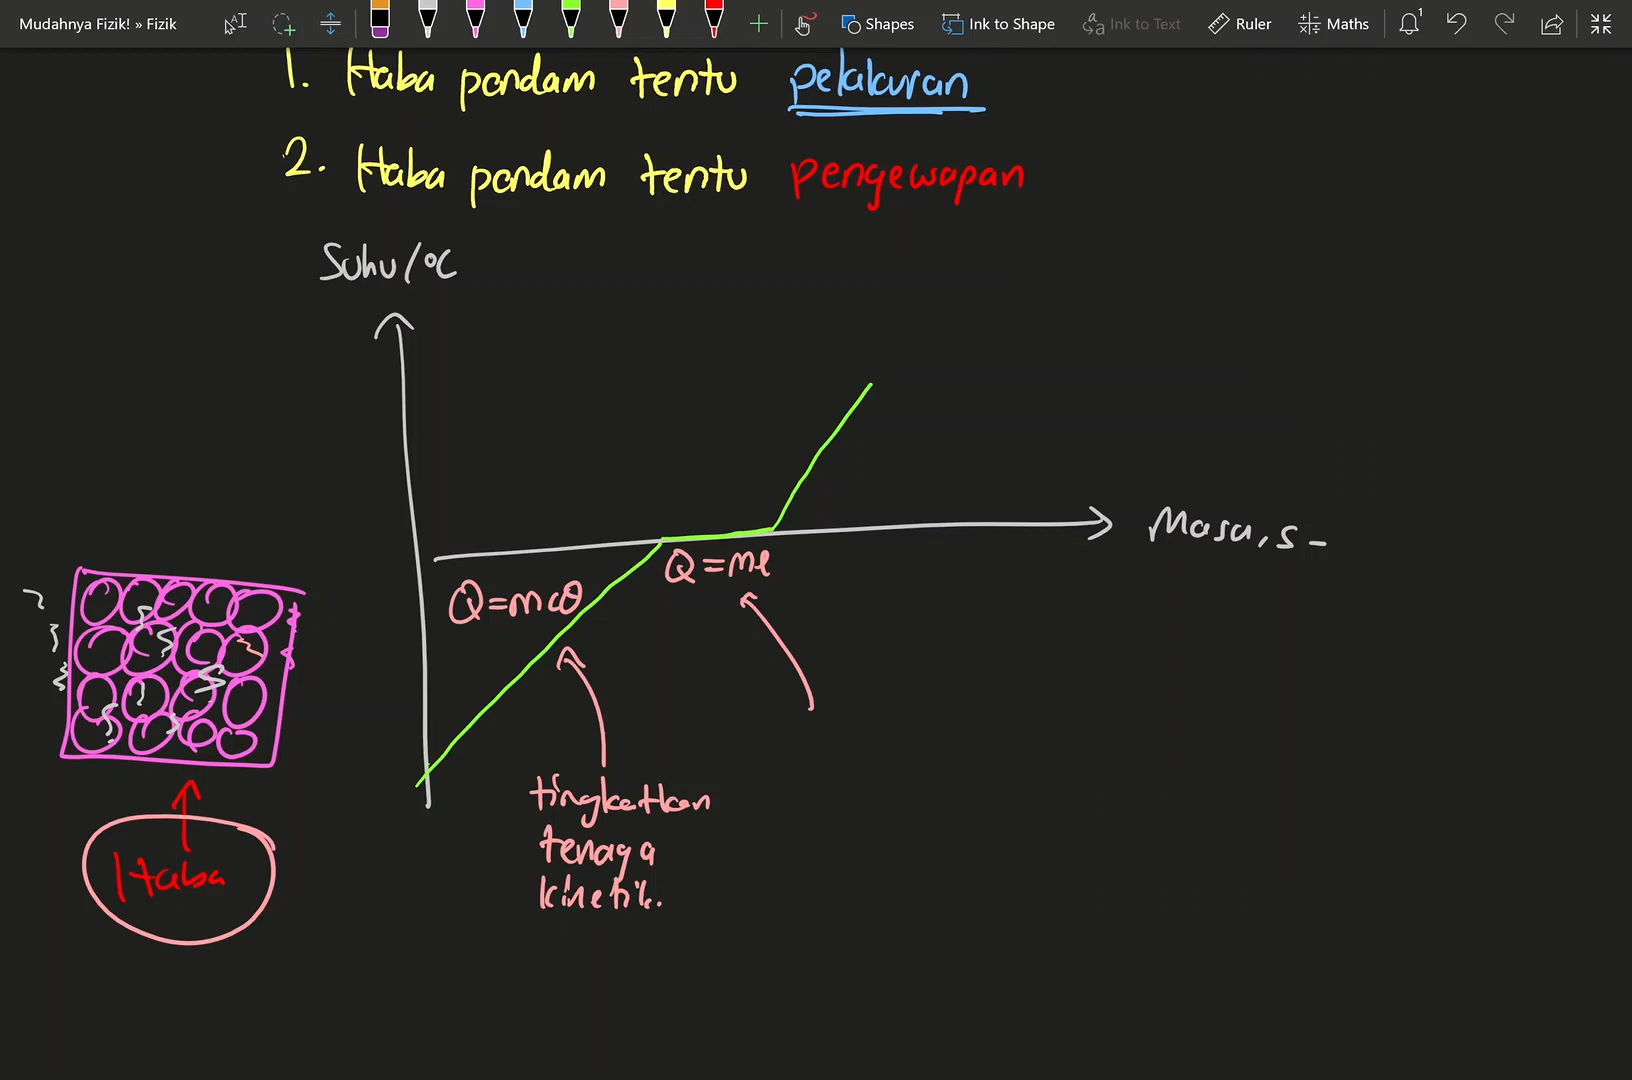 Mudahnya Fizik! » Fizik
Shapes
Ink to Shape
Ink to Text
Ruler
Maths
1
1. Haba pendam tentu pelakuran
2. Haba pendam tentu pengewapan
Suhu/°C
Masa, s
Q=mcθ
Q=mℓ
tingkatkan
tenaga
kinetik.
Haba